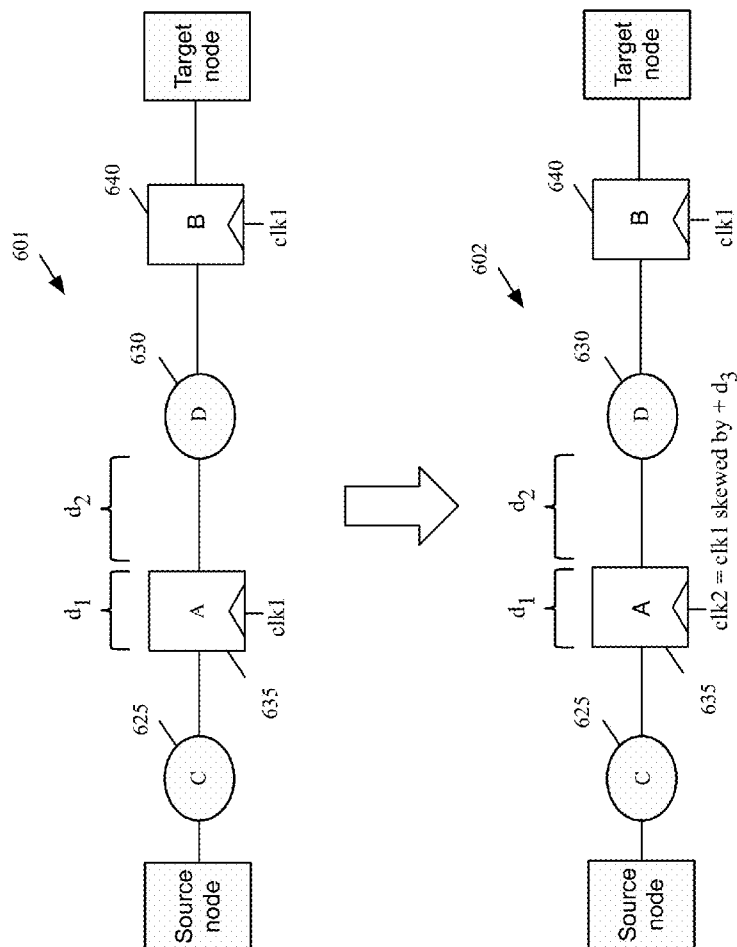 601
Source
node
C
625
A
635
clk1
d1
d2
D
630
B
640
clk1
Target
node
602
Source
node
C
625
A
635
clk2 = clk1 skewed by + d3
d1
d2
D
630
B
640
clk1
Target
node